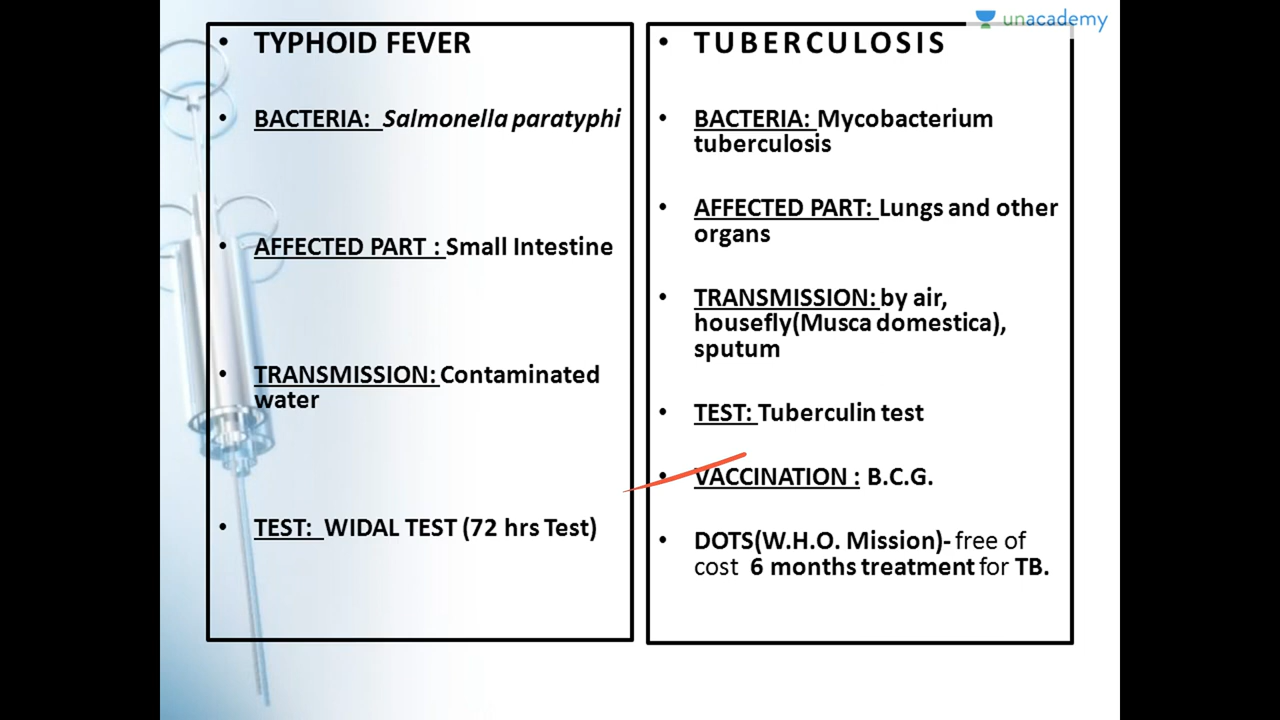 unacademy
• TYPHOID FEVER
• BACTERIA: Salmonella paratyphi
• AFFECTED PART : Small Intestine
• TRANSMISSION: Contaminated
water
• TEST: WIDAL TEST (72 hrs Test)
• TUBERCULOSIS
• BACTERIA: Mycobacterium
tuberculosis
• AFFECTED PART: Lungs and other
organs
• TRANSMISSION: by air,
housefly(Musca domestica),
sputum
• TEST: Tuberculin test
• VACCINATION : B.C.G.
• DOTS(W.H.O. Mission)- free of
cost 6 months treatment for TB.